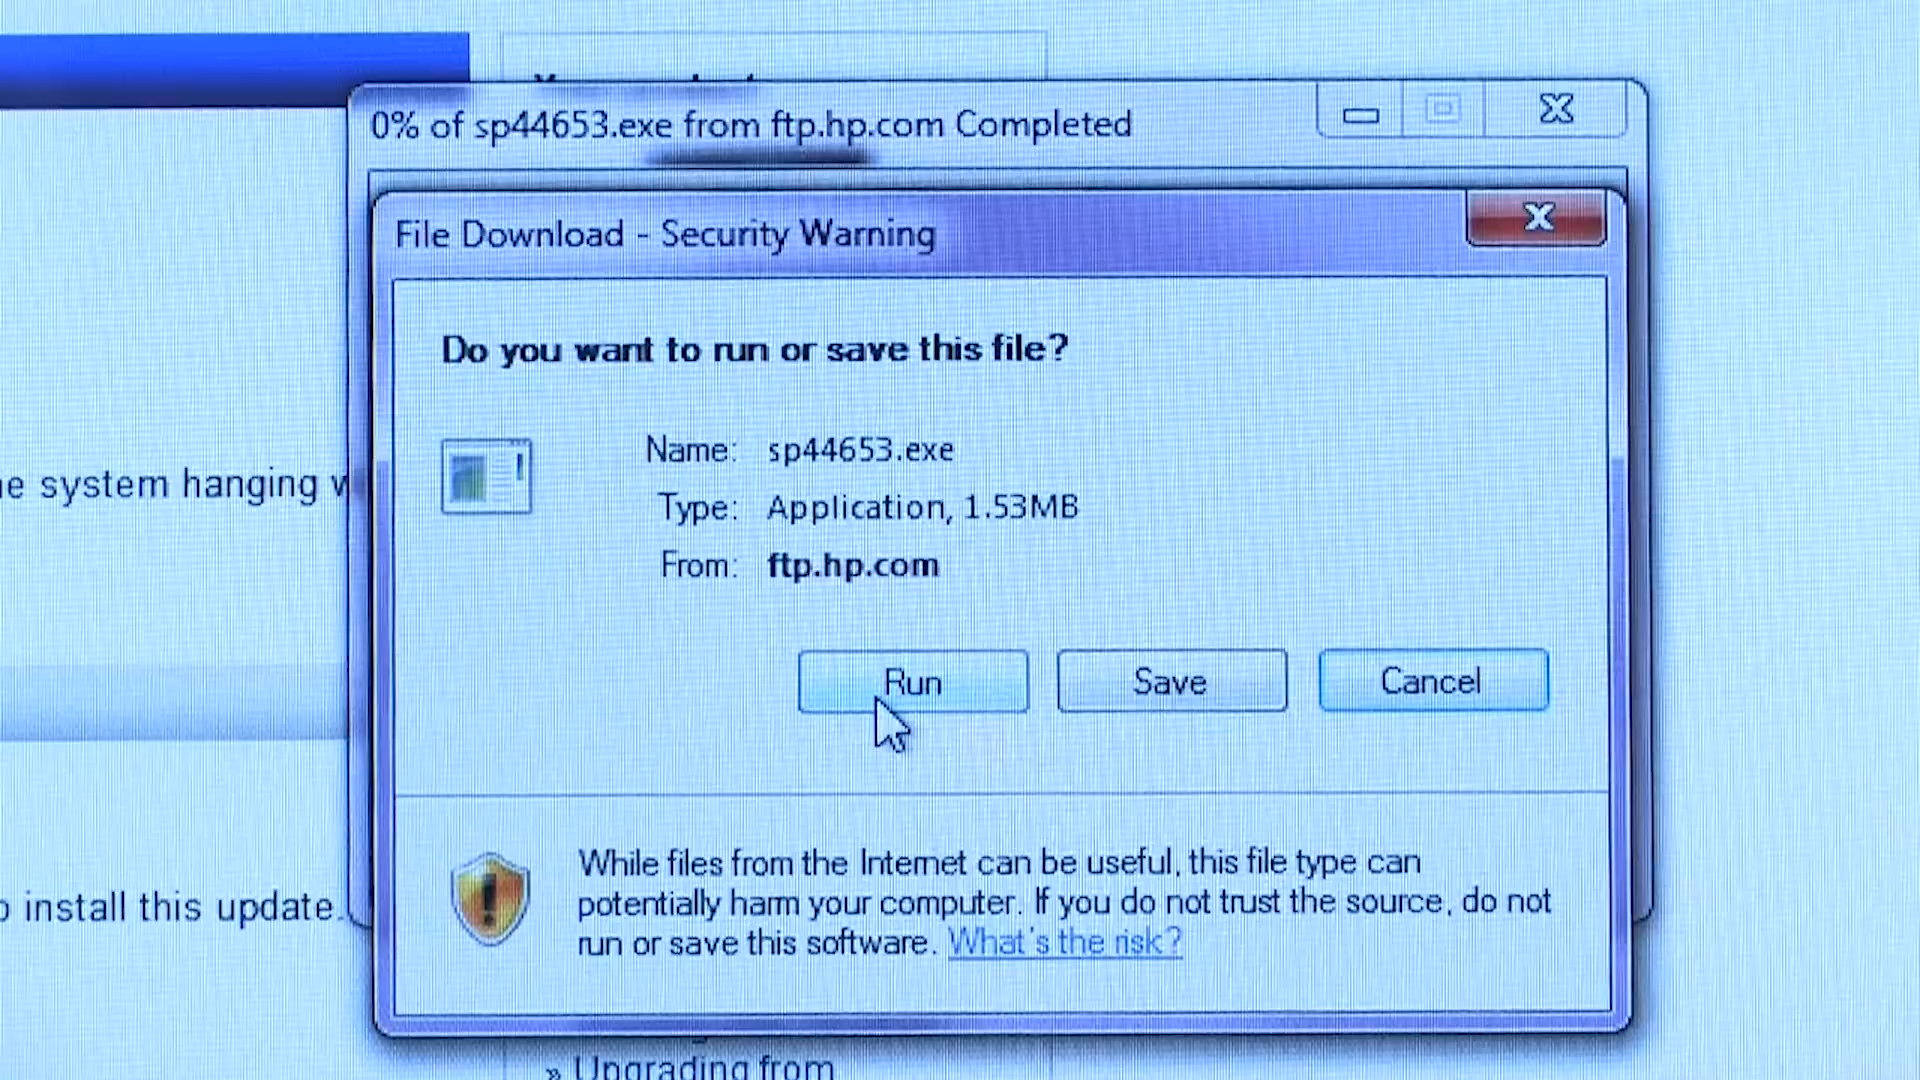 0% of sp44653.exe from ftp.hp.com Completed
File Download - Security Warning
Do you want to run or save this file?
Name: sp44653.exe
system hanging
Type: Application, 1.53MB
From: ftp.hp.com
Run Save Cancel
While files from the Internet can be useful, this file type can
potentially harm your computer. If you do not trust the source, do not
install this update.
run or save this software. What's the risk?
» Upgrading from